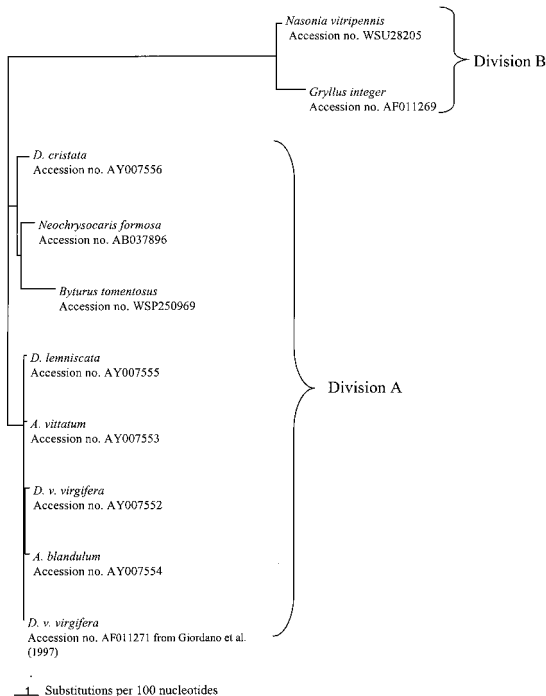 Nasonia vitripennis
Accession no. WSU28205
Division B
Gryllus integer
Accession no. AF011269
D. cristata
Accession no. AY007556
Neochrysocaris formosa
Accession no. AB037896
Byturus tomentosus
Accession no. WSP250969
D. lemniscata
Accession no. AY007555
Division A
A. vittatum
Accession no. AY007553
D. v. virgifera
Accession no. AY007552
A. blandulum
Accession no. AY007554
D. v. virgifera
Accession no. AF011271 from Giordano et al.
(1997)
1 Substitutions per 100 nucleotides